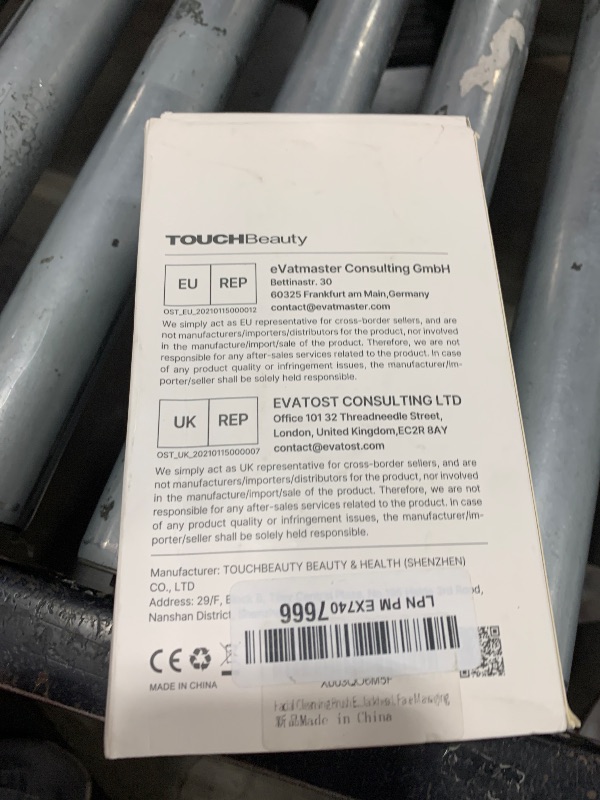 TOUCHBeauty
EU REP
eVatmaster Consulting GmbH
Bettinastr. 30
60325 Frankfurt am Main,Germany
contact@evatmaster.com
OST_EU_20210115000012
We simply act as EU representative for cross-border sellers, and are
not manufacturers/importers/distributors for the product, nor involved
in the manufacture/import/sale of the product. Therefore, we are not
responsible for any after-sales services related to the product. In case
of any product quality or infringement issues, the manufacturer/im-
porter/seller shall be solely held responsible.
UK REP
EVATOST CONSULTING LTD
Office 101 32 Threadneedle Street,
London, United Kingdom,EC2R 8AY
contact@evatost.com
OST_UK_20210115000007
We simply act as UK representative for cross-border sellers, and are
not manufacturers/importers/distributors for the product, nor involved
in the manufacture/import/sale of the product. Therefore, we are not
responsible for any after-sales services related to the product. In case
of any product quality or infringement issues, the manufacturer/im-
porter/seller shall be solely held responsible.
Manufacturer: TOUCHBEAUTY BEAUTY & HEALTH (SHENZHEN)
CO., LTD
Address: 29/F,
Nanshan District
LPN PM EX740 7666
CE
MADE IN CHINA
新品Made in China